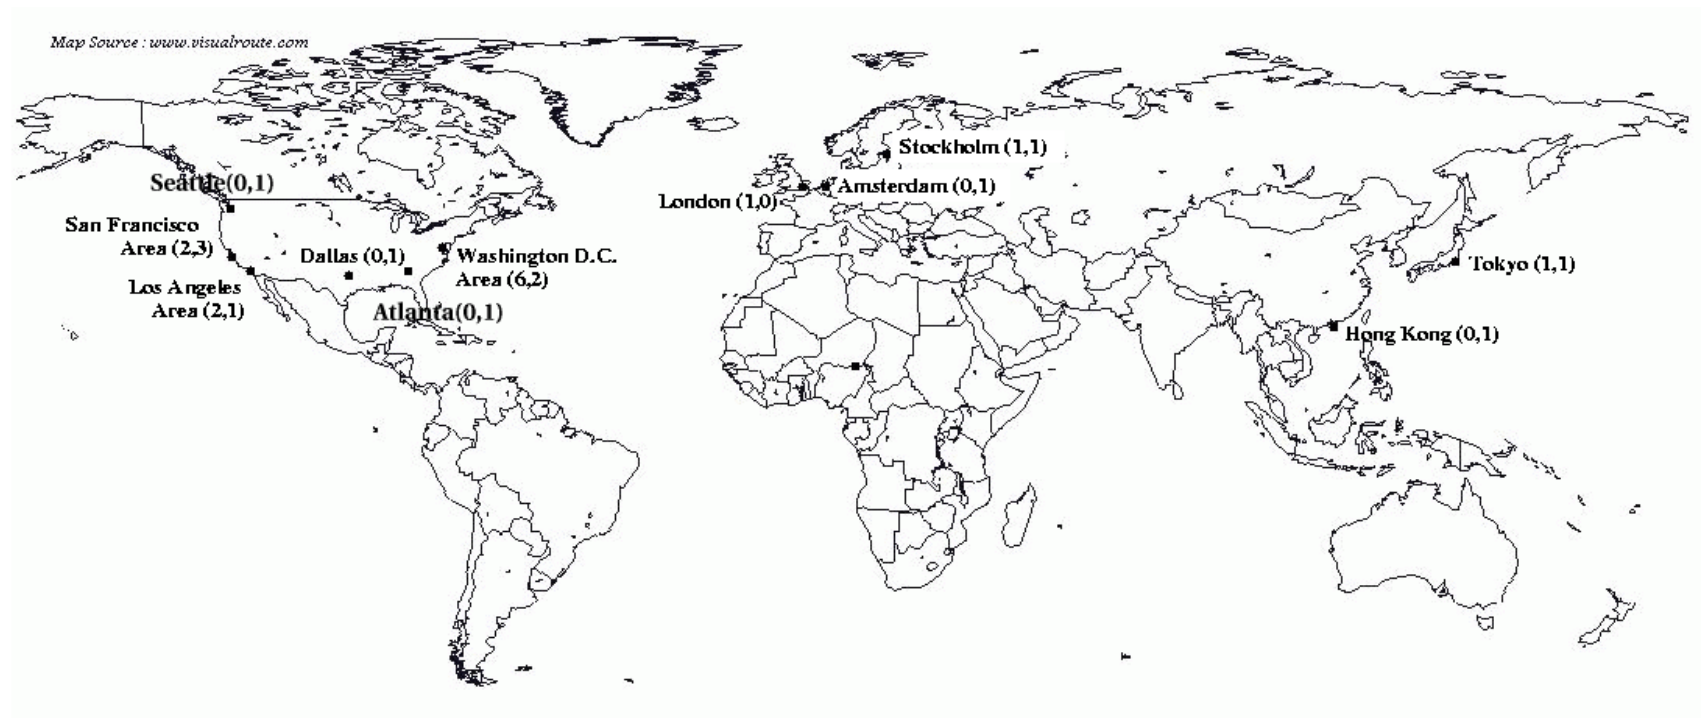 Map Source : www.visualroute.com
Stockholm (1,1)
Seattle(0,1)
Amsterdam (0,1)
London (1,0)
San Francisco
Area (2,3)
Dallas (0,1)
Washington D.C.
Area (6,2)
Tokyo (1,1)
Los Angeles
Area (2,1)
Atlanta(0,1)
Hong Kong (0,1)